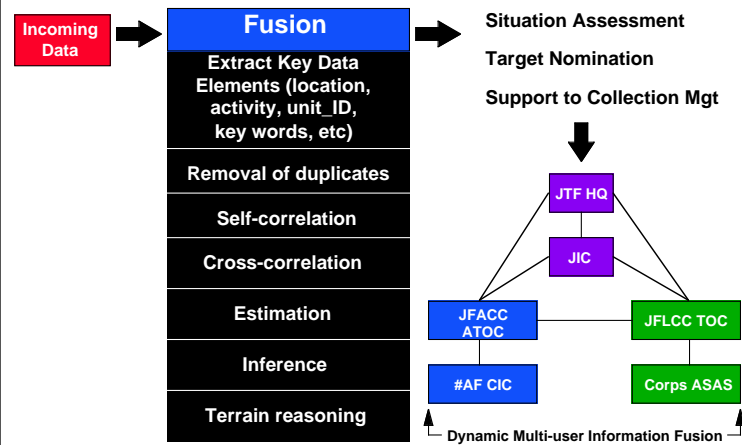 Incoming
Data
Fusion
Extract Key Data
Elements (location,
activity, unit_ID,
key words, etc)
Removal of duplicates
Self-correlation
Cross-correlation
Estimation
Inference
Terrain reasoning
Situation Assessment
Target Nomination
Support to Collection Mgt
JTF HQ
JIC
JFACC
ATOC
JFLCC TOC
#AF CIC
Corps ASAS
Dynamic Multi-user Information Fusion